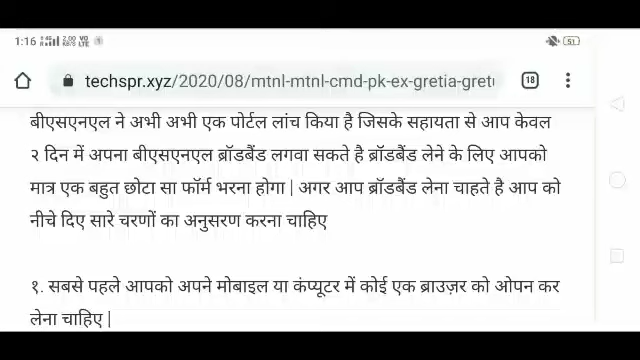 1:16
51
techspr.xyz/2020/08/mtnl-mtnl-cmd-pk-ex-gretia-gret
18
बीएसएनएल ने अभी अभी एक पोर्टल लांच किया है जिसके सहायता से आप केवल
२ दिन में अपना बीएसएनएल ब्रॉडबैंड लगवा सकते है ब्रॉडबैंड लेने के लिए आपको
मात्र एक बहुत छोटा सा फॉर्म भरना होगा | अगर आप ब्रॉडबैंड लेना चाहते है आप को
नीचे दिए सारे चरणों का अनुसरण करना चाहिए
१. सबसे पहले आपको अपने मोबाइल या कंप्यूटर में कोई एक ब्राउज़र को ओपन कर
लेना चाहिए |